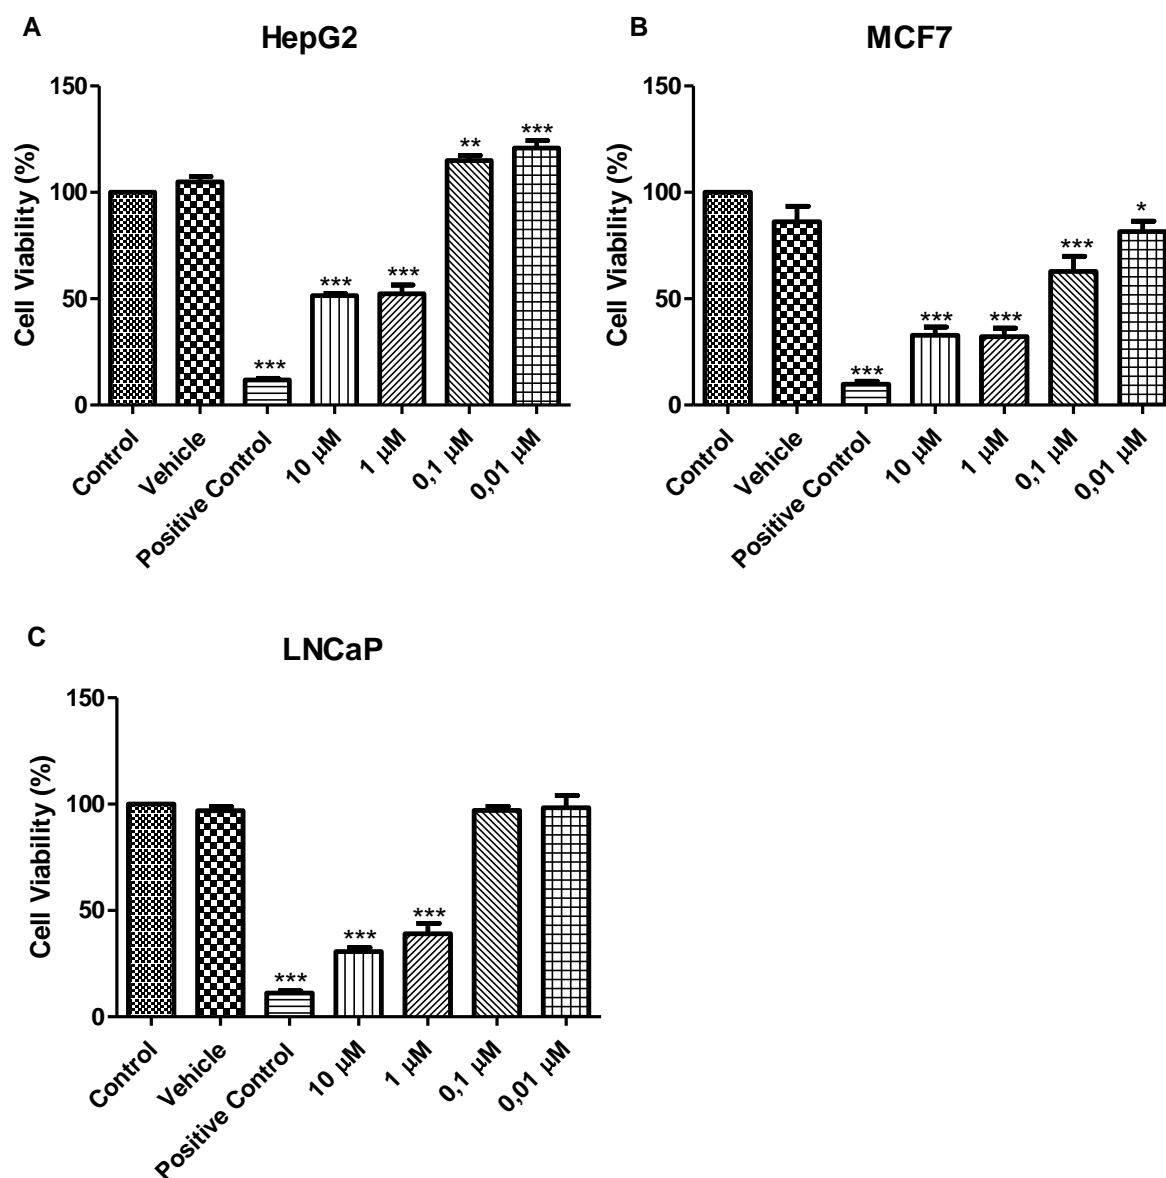 A
HepG2
Cell Viability (%)
150
100
50
0
***
***
***
**
***
Control
Vehicle
Positive Control
10 μM
1 μM
0,1 μM
0,01 μM
B
MCF7
Cell Viability (%)
150
100
50
0
***
***
***
***
*
Control
Vehicle
Positive Control
10 μM
1 μM
0,1 μM
0,01 μM
C
LNCaP
Cell Viability (%)
150
100
50
0
***
***
***
Control
Vehicle
Positive Control
10 μM
1 μM
0,1 μM
0,01 μM